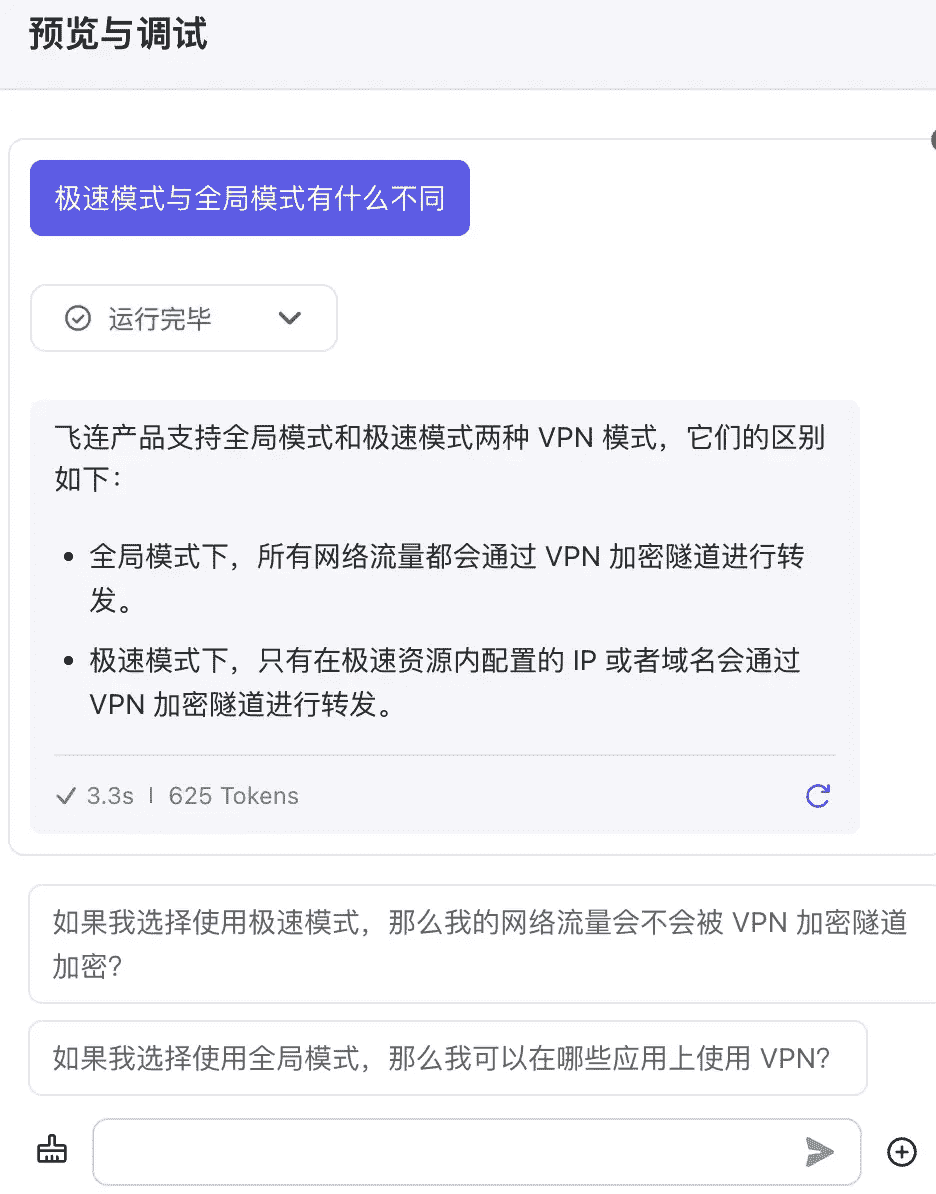 预览与调试
极速模式与全局模式有什么不同
运行完毕
飞连产品支持全局模式和极速模式两种 VPN 模式，它们的区别
如下：
• 全局模式下，所有网络流量都会通过 VPN 加密隧道进行转
发。
• 极速模式下，只有在极速资源内配置的 IP 或者域名会通过
VPN 加密隧道进行转发。
3.3s | 625 Tokens
如果我选择使用极速模式，那么我的网络流量会不会被 VPN 加密隧道
加密?
如果我选择使用全局模式，那么我可以在哪些应用上使用 VPN?